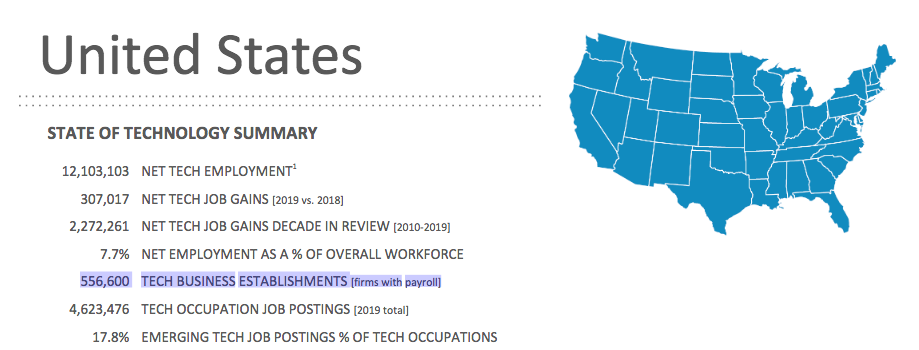 United States
STATE OF TECHNOLOGY SUMMARY
12,103,103 NET TECH EMPLOYMENT¹
307,017 NET TECH JOB GAINS [2019 vs. 2018]
2,272,261 NET TECH JOB GAINS DECADE IN REVIEW [2010-2019]
7.7% NET EMPLOYMENT AS A % OF OVERALL WORKFORCE
556,600 TECH BUSINESS ESTABLISHMENTS [firms with payroll]
4,623,476 TECH OCCUPATION JOB POSTINGS [2019 total]
17.8% EMERGING TECH JOB POSTINGS % OF TECH OCCUPATIONS